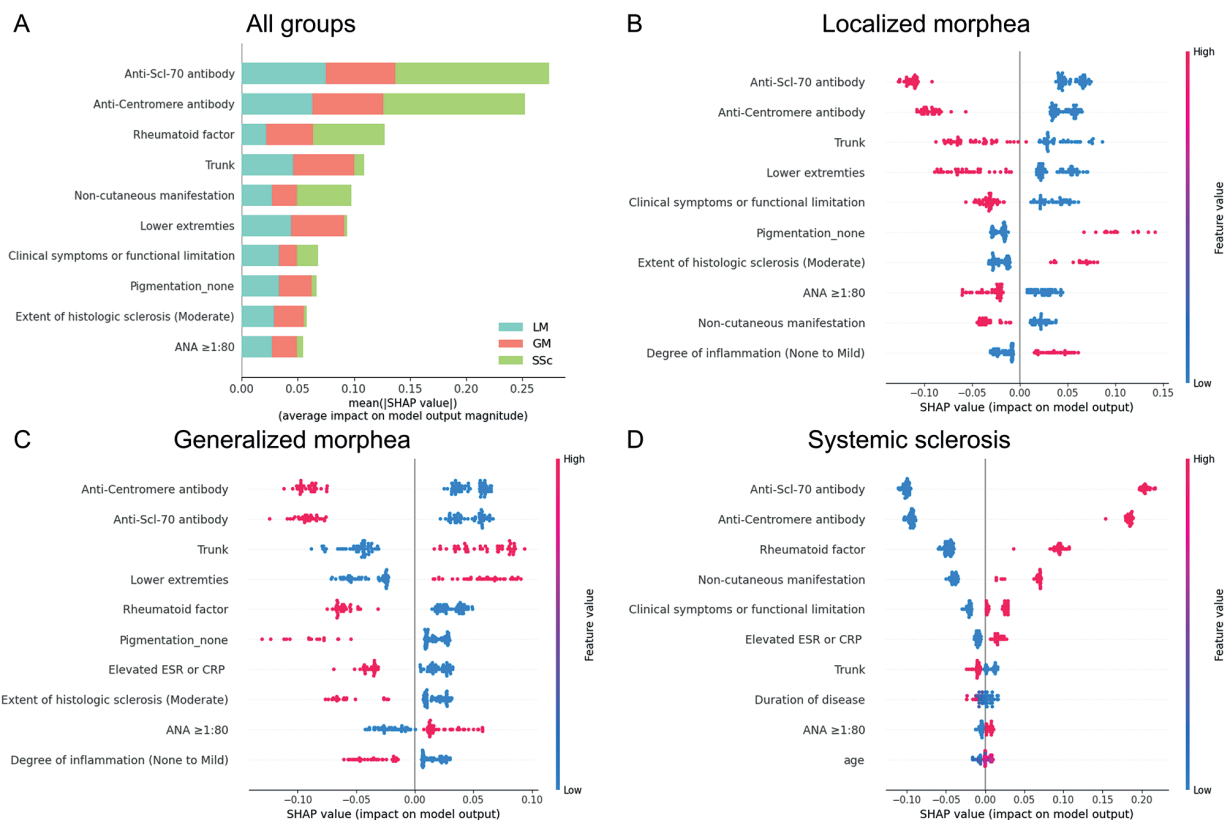 A
All groups
Anti-Scl-70 antibody
Anti-Centromere antibody
Rheumatoid factor
Trunk
Non-cutaneous manifestation
Lower extremties
Clinical symptoms or functional limitation
Pigmentation_none
Extent of histologic sclerosis (Moderate)
ANA ≥1:80
LM
GM
SSc
0.00 0.05 0.10 0.15 0.20 0.25
mean(|SHAP value|)
(average impact on model output magnitude)
B
Localized morphea
Anti-Scl-70 antibody
Anti-Centromere antibody
Trunk
Lower extremties
Clinical symptoms or functional limitation
Pigmentation_none
Extent of histologic sclerosis (Moderate)
ANA ≥1:80
Non-cutaneous manifestation
Degree of inflammation (None to Mild)
−0.10 −0.05 0.00 0.05 0.10 0.15
SHAP value (impact on model output)
High
Feature value
Low
C
Generalized morphea
Anti-Centromere antibody
Anti-Scl-70 antibody
Trunk
Lower extremties
Rheumatoid factor
Pigmentation_none
Elevated ESR or CRP
Extent of histologic sclerosis (Moderate)
ANA ≥1:80
Degree of inflammation (None to Mild)
−0.10 −0.05 0.00 0.05 0.10
SHAP value (impact on model output)
High
Feature value
Low
D
Systemic sclerosis
Anti-Scl-70 antibody
Anti-Centromere antibody
Rheumatoid factor
Non-cutaneous manifestation
Clinical symptoms or functional limitation
Elevated ESR or CRP
Trunk
Duration of disease
ANA ≥1:80
age
−0.10 −0.05 0.00 0.05 0.10 0.15 0.20
SHAP value (impact on model output)
High
Feature value
Low